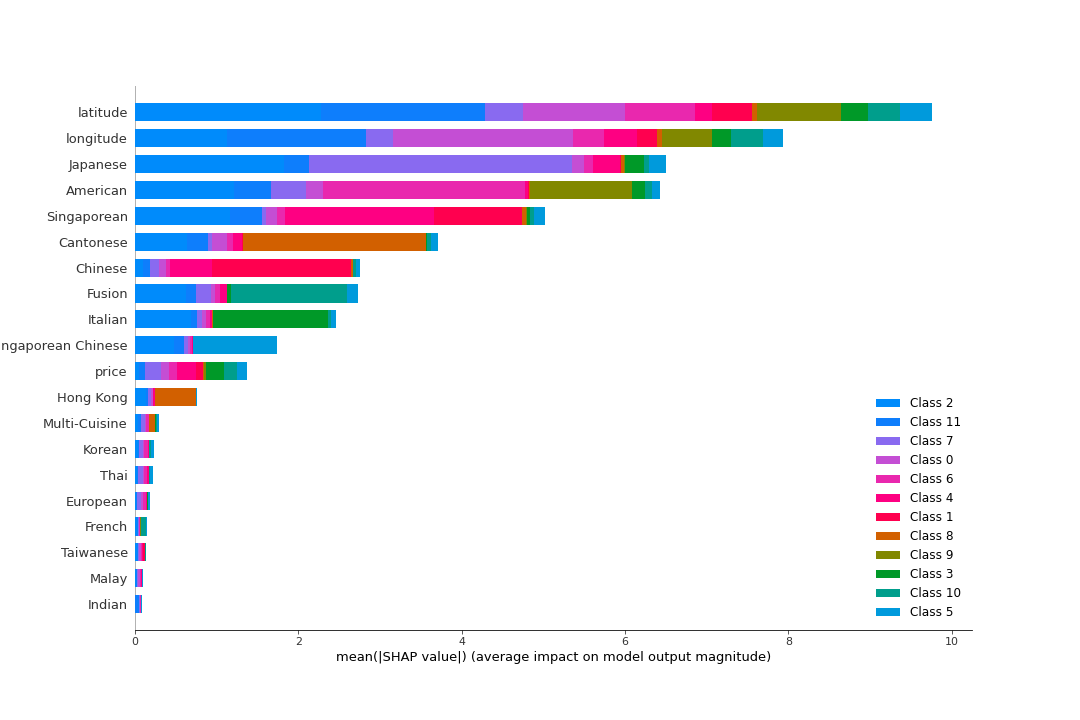 latitude
longitude
Japanese
American
Singaporean
Cantonese
Chinese
Fusion
Italian
ngaporean Chinese
price
Hong Kong
Multi-Cuisine
Korean
Thai
European
French
Taiwanese
Malay
Indian
Class 2
Class 11
Class 7
Class 0
Class 6
Class 4
Class 1
Class 8
Class 9
Class 3
Class 10
Class 5
0 2 4 6 8 10
mean(|SHAP value|) (average impact on model output magnitude)